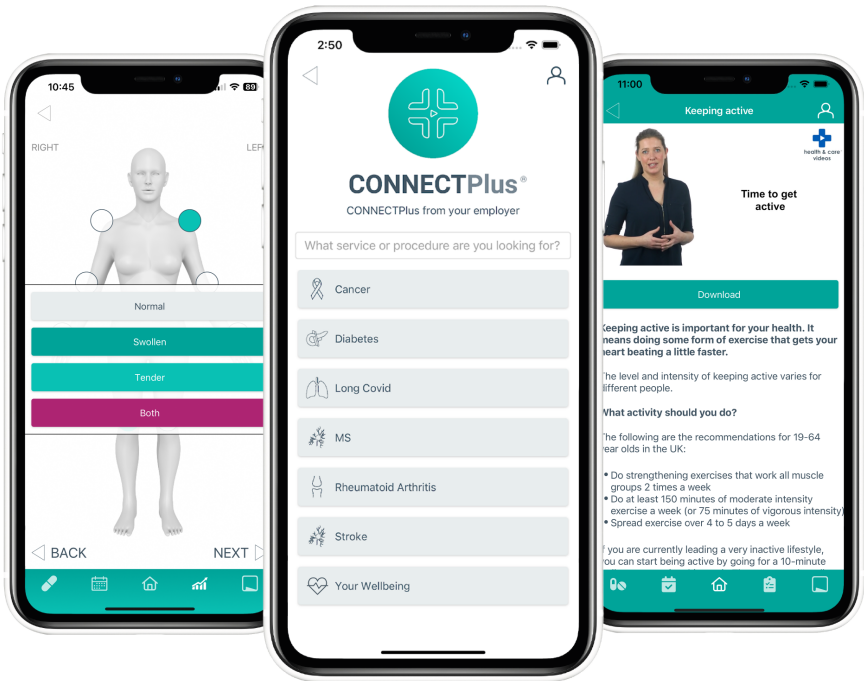 10:45
89
RIGHT
LEF
Normal
Swollen
Tender
Both
BACK
NEXT
2:50
CONNECTPlus®
CONNECTPlus from your employer
What service or procedure are you looking for?
Cancer
Diabetes
Long Covid
MS
Rheumatoid Arthritis
Stroke
Your Wellbeing
11:00
Keeping active
health & care
videos
Time to get
active
Download
Keeping active is important for your health. It
means doing some form of exercise that gets your
heart beating a little faster.
The level and intensity of keeping active varies for
different people.
What activity should you do?
The following are the recommendations for 19-64
year olds in the UK:
• Do strengthening exercises that work all muscle
groups 2 times a week
• Do at least 150 minutes of moderate intensity
exercise a week (or 75 minutes of vigorous intensity)
• Spread exercise over 4 to 5 days a week
If you are currently leading a very inactive lifestyle,
you can start being active by going for a 10-minute